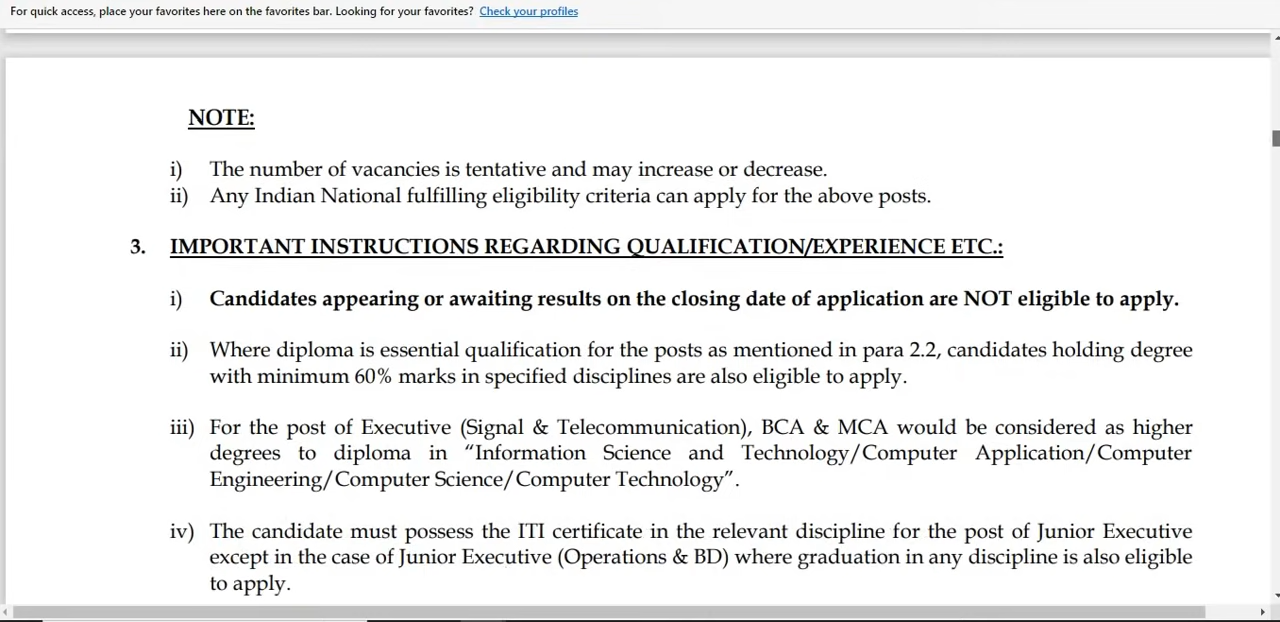 For quick access, place your favorites here on the favorites bar. Looking for your favorites? Check your profiles
NOTE:
i) The number of vacancies is tentative and may increase or decrease.
ii) Any Indian National fulfilling eligibility criteria can apply for the above posts.
3. IMPORTANT INSTRUCTIONS REGARDING QUALIFICATION/EXPERIENCE ETC.:
i) Candidates appearing or awaiting results on the closing date of application are NOT eligible to apply.
ii) Where diploma is essential qualification for the posts as mentioned in para 2.2, candidates holding degree
with minimum 60% marks in specified disciplines are also eligible to apply.
iii) For the post of Executive (Signal & Telecommunication), BCA & MCA would be considered as higher
degrees to diploma in “Information Science and Technology/Computer Application/Computer
Engineering/Computer Science/Computer Technology”.
iv) The candidate must possess the ITI certificate in the relevant discipline for the post of Junior Executive
except in the case of Junior Executive (Operations & BD) where graduation in any discipline is also eligible
to apply.